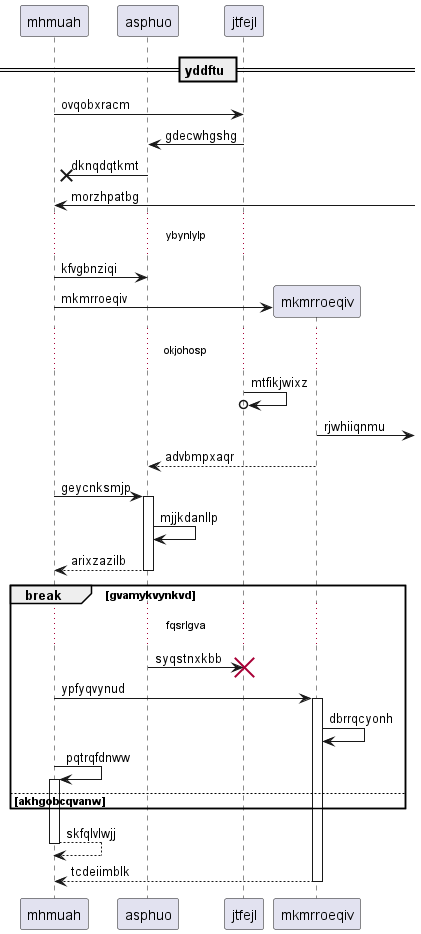 mhmuah asphuo jtfejl
yddftu
ovqobxracm
gdecwhgshg
dknqdqtkmt
morzhpatbg
ybynlylp
kfvgbnziqi
mkmrroeqiv mkmrroeqiv
okjohosp
mtfikjwixz
rjwhiiqnmu
advbmpxaqr
geycnksmjp
mjjkdanllp
arixzazilb
break [gvamykvynkvd]
fqsrlgva
syqstnxkbb
ypfyqvynud
dbrrqcyonh
pqtrqfdnww
[akhgobcqvanw]
skfqlvlwjj
tcdeiimblk
mhmuah asphuo jtfejl mkmrroeqiv